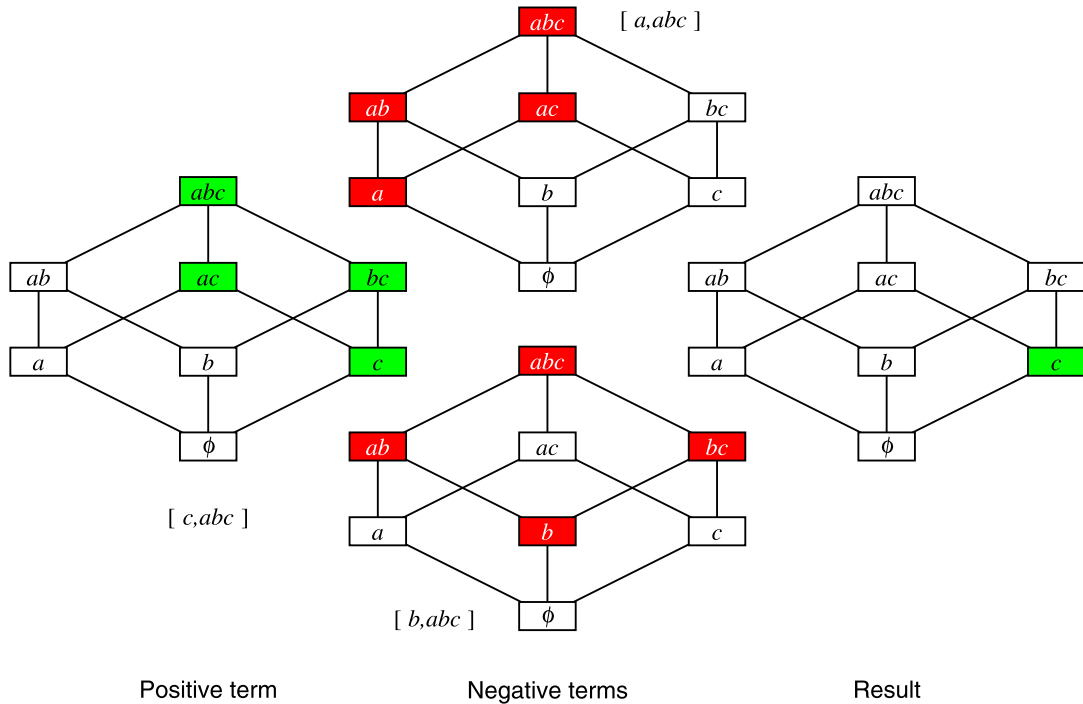 abc [ a,abc ]
ab ac bc
a b c
ϕ
abc
ab ac bc
a b c
ϕ
[ c,abc ]
abc
ab ac bc
a b c
ϕ
[ b,abc ]
abc
ab ac bc
a b c
ϕ
Positive term Negative terms Result